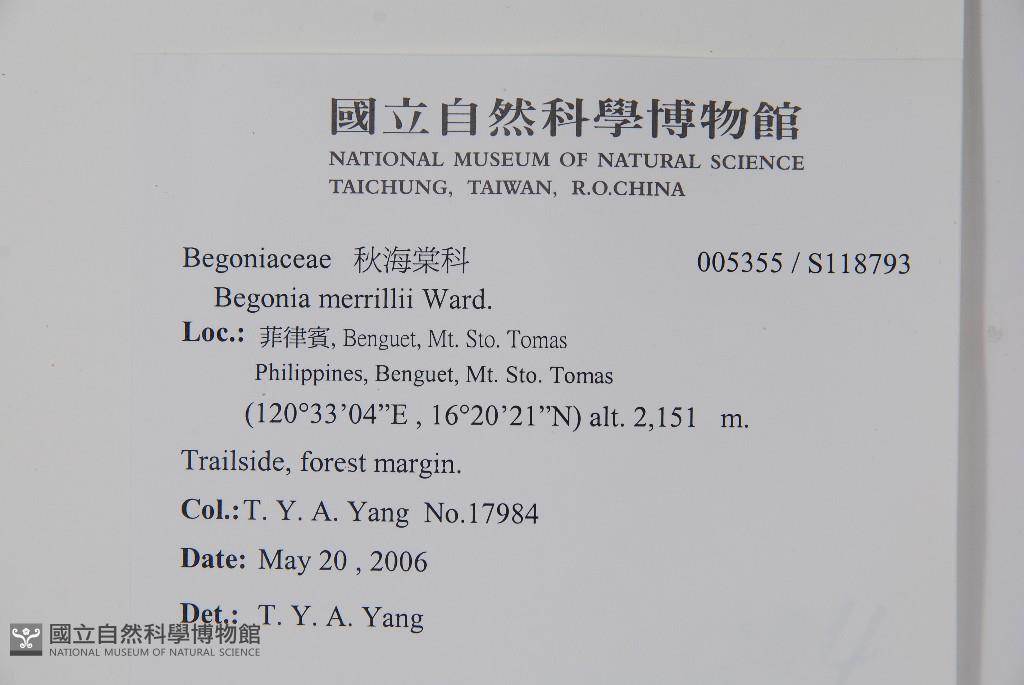 國立自然科學博物館
NATIONAL MUSEUM OF NATURAL SCIENCE
TAICHUNG, TAIWAN, R.O.CHINA
Begoniaceae 秋海棠科 005355 / S118793
Begonia merrillii Ward.
Loc.: 菲律賓, Benguet, Mt. Sto. Tomas
Philippines, Benguet, Mt. Sto. Tomas
(120°33’04”E , 16°20’21”N) alt. 2,151 m.
Trailside, forest margin.
Col.: T. Y. A. Yang No.17984
Date: May 20 , 2006
Det.: T. Y. A. Yang
國立自然科學博物館
NATIONAL MUSEUM OF NATURAL SCIENCE